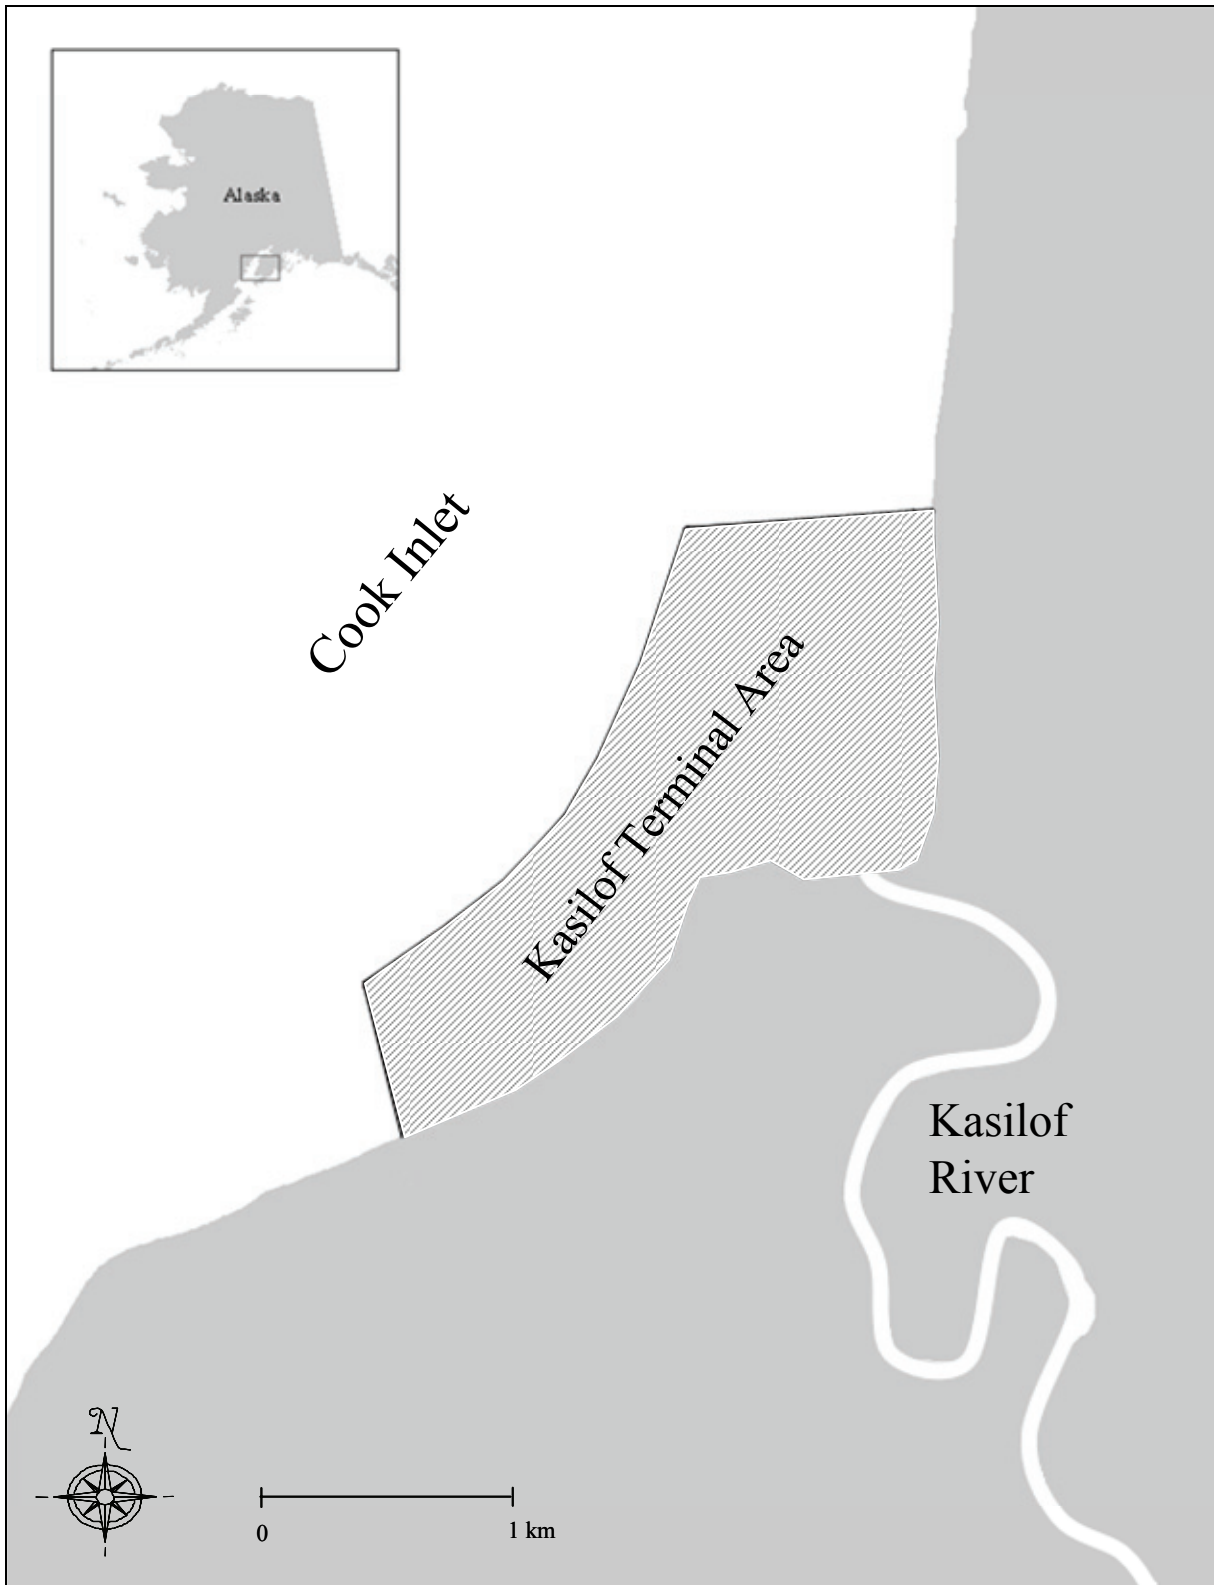 Alaska
Cook Inlet
Kasilof Terminal Area
Kasilof
River
N
0
1 km